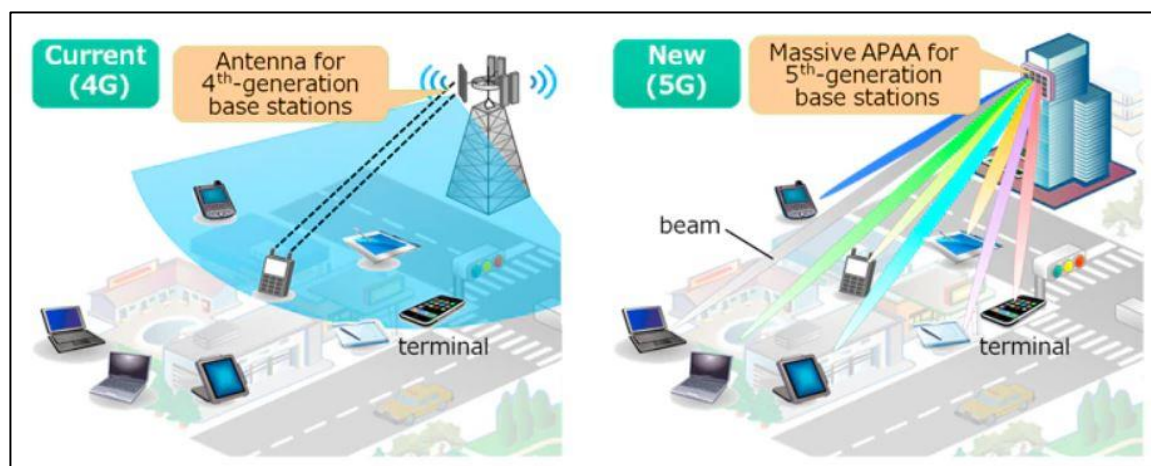 Current
(4G)
Antenna for
4th-generation
base stations
terminal
New
(5G)
Massive APAA for
5th-generation
base stations
beam
terminal